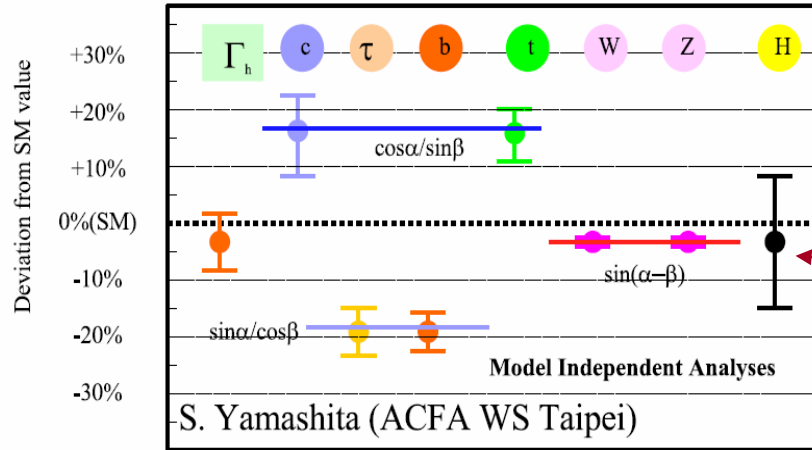 Deviation from SM value
+30%
+20%
+10%
0%(SM)
-10%
-20%
-30%
Γh
c
τ
b
t
W
Z
H
cosα/sinβ
sin(α−β)
sinα/cosβ
Model Independent Analyses
S. Yamashita (ACFA WS Taipei)